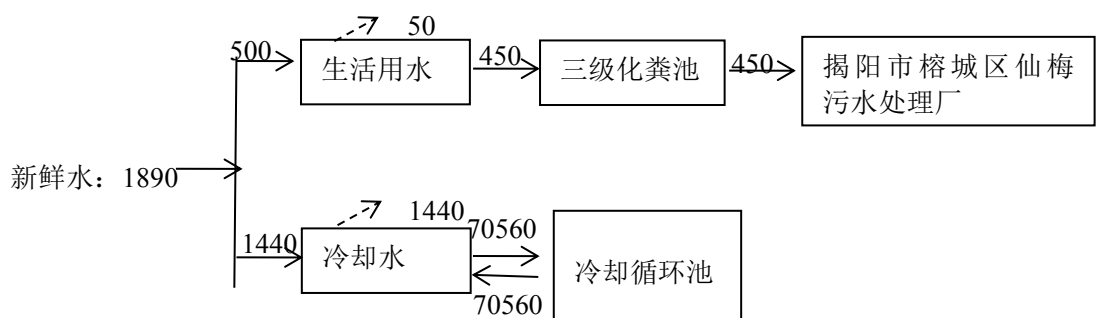 50
500
生活用水
450
三级化粪池
450
揭阳市榕城区仙梅
污水处理厂
新鲜水：1890
1440
1440
冷却水
70560
70560
冷却循环池